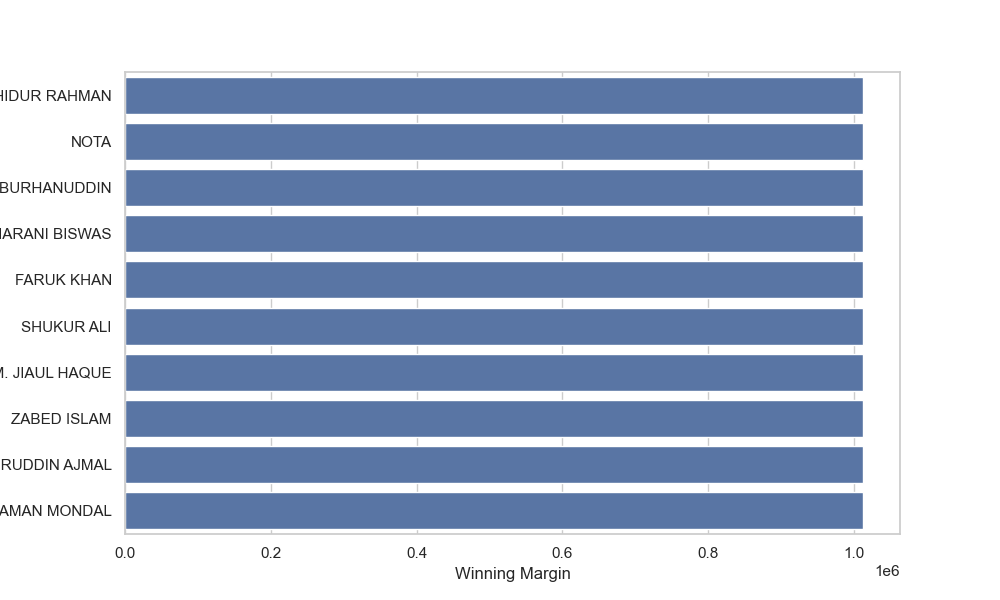 HIDUR RAHMAN
NOTA
BURHANUDDIN
ARANI BISWAS
FARUK KHAN
SHUKUR ALI
M. JIAUL HAQUE
ZABED ISLAM
RUDDIN AJMAL
AMAN MONDAL
0.0 0.2 0.4 0.6 0.8 1.0
Winning Margin
1e6